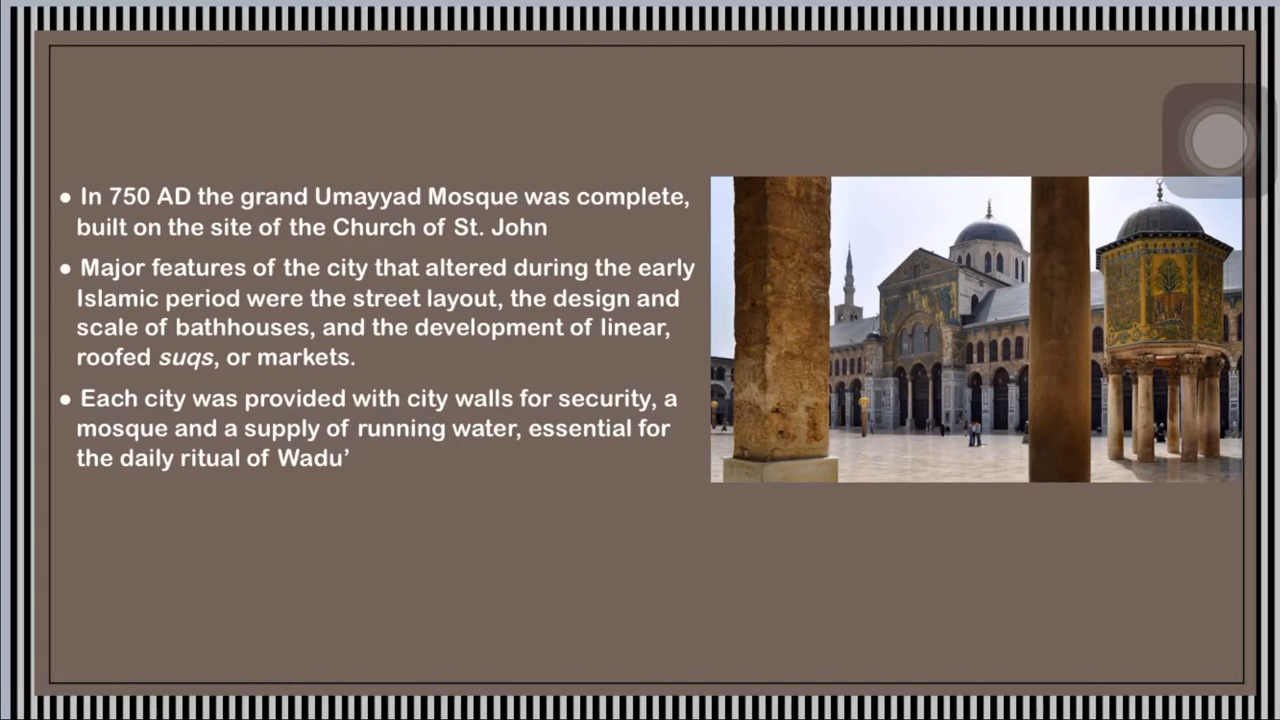 ● In 750 AD the grand Umayyad Mosque was complete,
built on the site of the Church of St. John
● Major features of the city that altered during the early
Islamic period were the street layout, the design and
scale of bathhouses, and the development of linear,
roofed suqs, or markets.
● Each city was provided with city walls for security, a
mosque and a supply of running water, essential for
the daily ritual of Wadu’